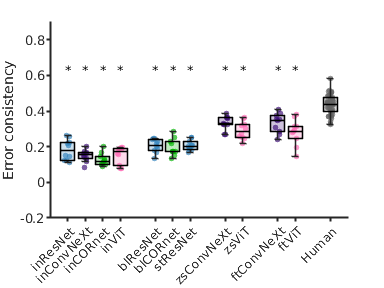 Error consistency
0.8
0.6
0.4
0.2
0
-0.2
* * * * * * * * * * *
inResNet
inConvNeXt
inCORnet
inViT
blResNet
blCORnet
stResNet
zsConvNeXt
zsViT
ftConvNeXt
ftViT
Human